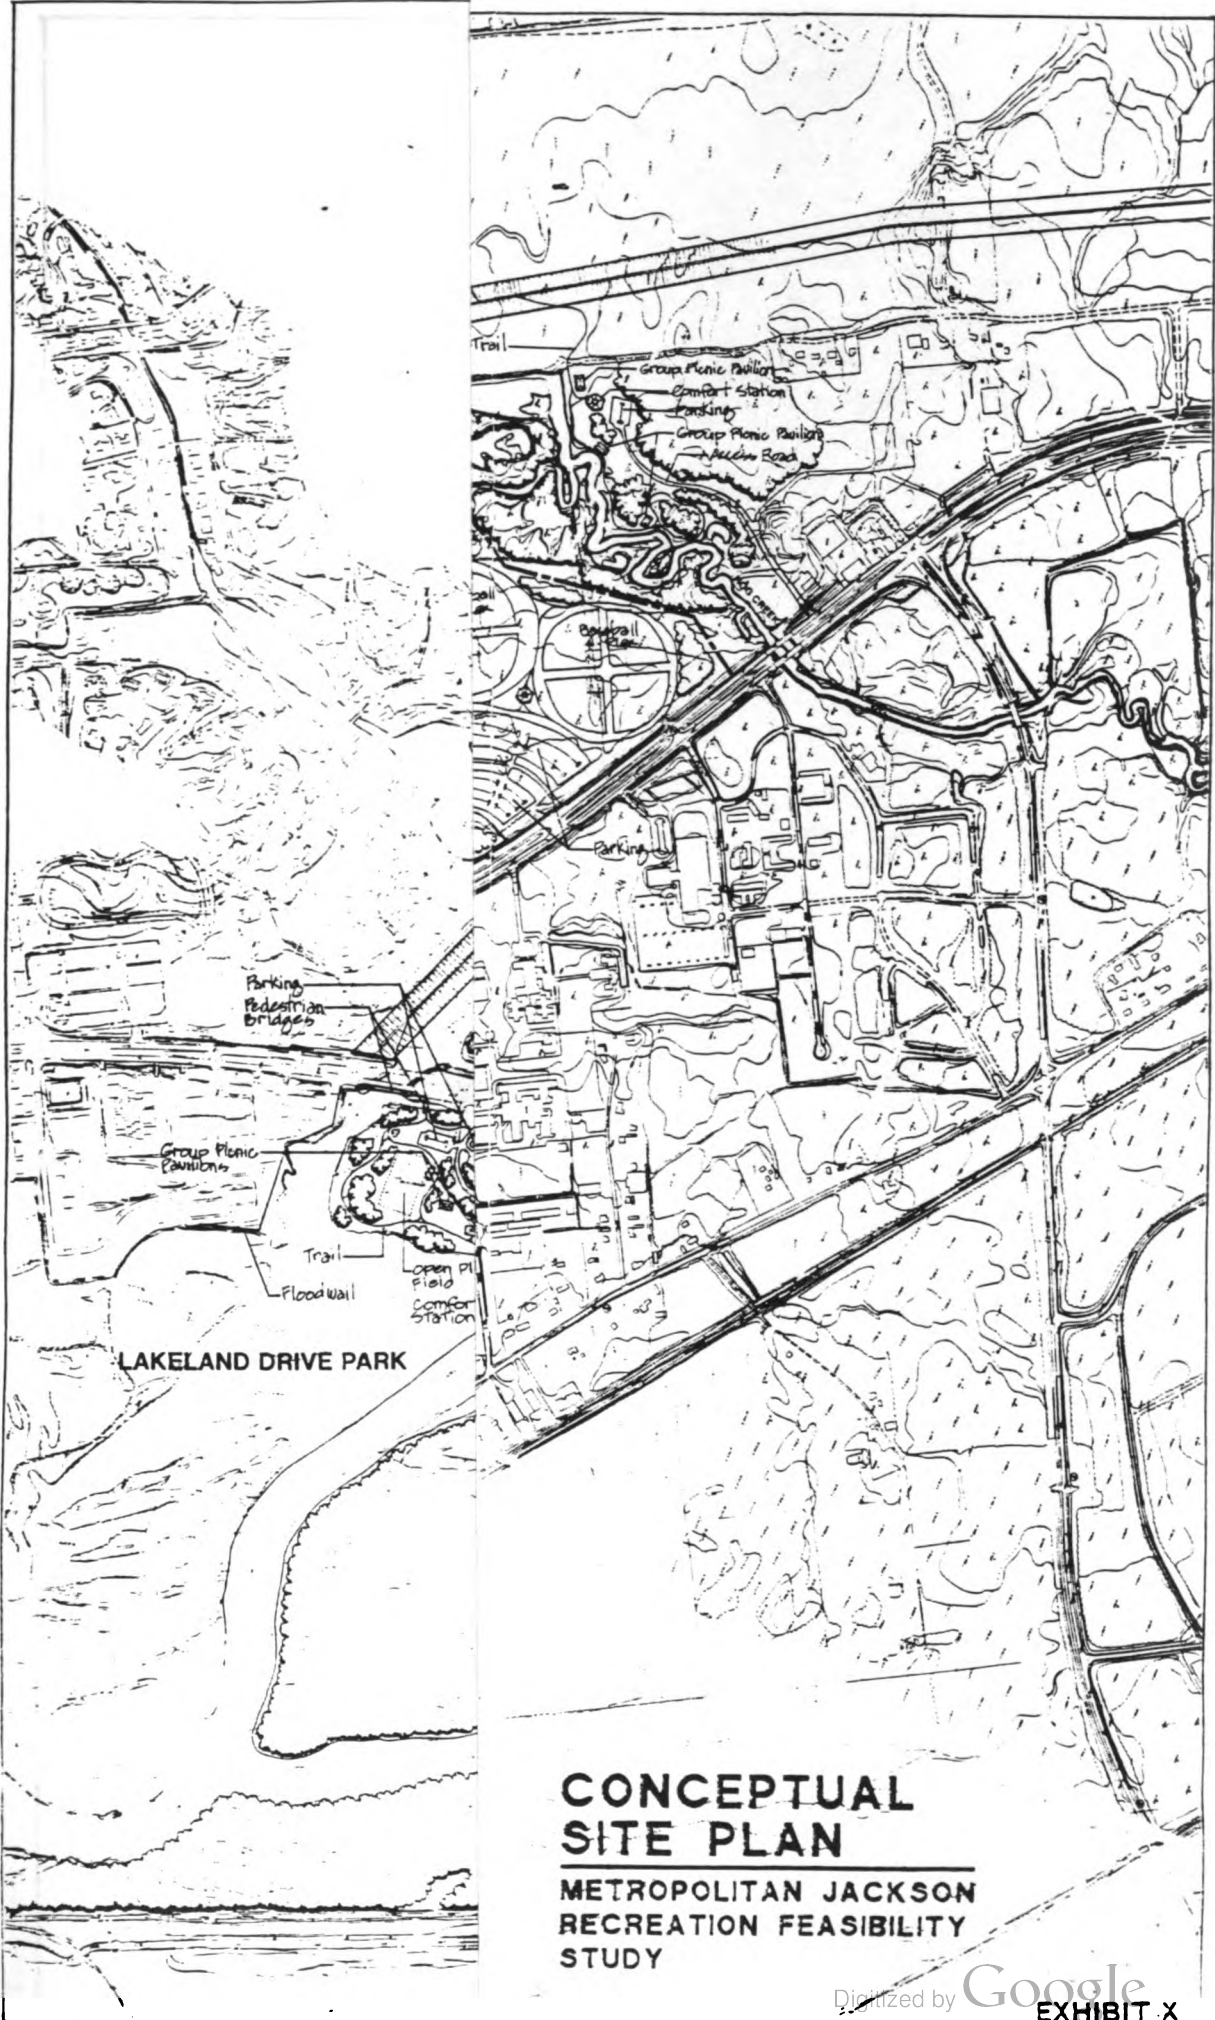 Trail
Group Picnic Pavilion
Comfort Station
Parking
Group Picnic Pavilion
Access Road
Baseball
Parking
Parking
Pedestrian
Bridges
Group Picnic
Pavilions
Trail
Open Pl
Field
Floodwall
Comfor
Station
LAKELAND DRIVE PARK
CONCEPTUAL
SITE PLAN
METROPOLITAN JACKSON
RECREATION FEASIBILITY
STUDY
Digitized by Google
EXHIBIT X